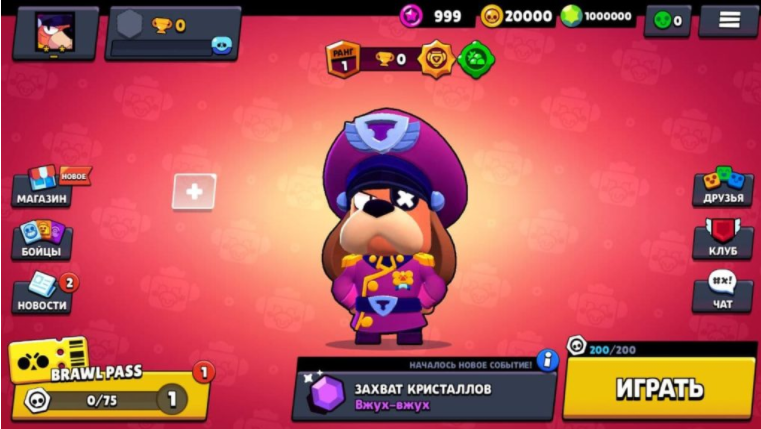 0
999
20000
1000000
0
РАНГ
1
0
НОВОЕ
МАГАЗИН
БОЙЦЫ
2
НОВОСТИ
ДРУЗЬЯ
КЛУБ
#x!
ЧАТ
BRAWL PASS
1
0/75
1
НАЧАЛОСЬ НОВОЕ СОБЫТИЕ!
i
ЗАХВАТ КРИСТАЛЛОВ
Вжух-вжух
200/200
ИГРАТЬ